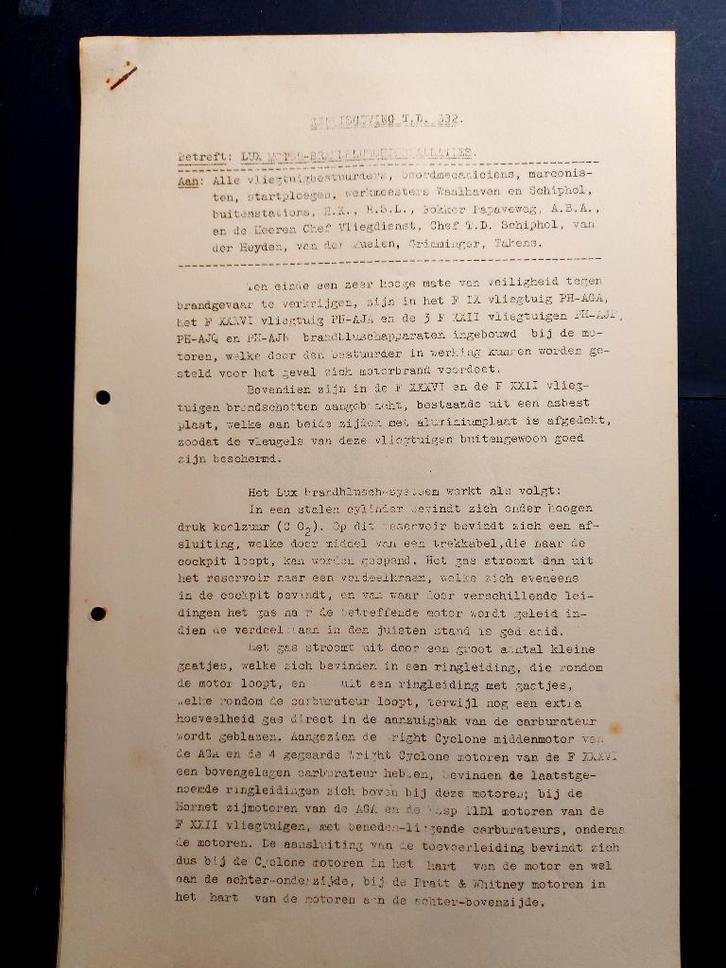 T.D. 332.
Betreft: LUX MOTOR-
Aan: Alle vliegtuigbestuurders, boordmecaniciens, marconis-
ten, startploegen, werkmeesters Waalhaven en Schiphol,
buitenstations, H.K., R.S.L., Fokker Papaveweg, A.B.A.,
en de Heeren Chef Vliegdienst, Chef T.D. Schiphol, van
der Heyden, van der Muelen, Grimminger, Takens.
Ten einde een zeer hooge mate van veiligheid tegen
brandgevaar te verkrijgen, zijn in het F IX vliegtuig PH-AGA,
het F XXXVI vliegtuig PH-AJA en de 3 F XXII vliegtuigen PH-AJP,
PH-AJQ en PH-AJR brandbluschapparaten ingebouwd bij de mo-
toren, welke door den bestuurder in werking kunnen worden ge-
steld voor het geval zich motorbrand voordoet.
Bovendien zijn in de F XXXVI en de F XXII vlieg-
tuigen brandschotten aangebracht, bestaande uit een asbest
plaat, welke aan beide zijden met aluminiumplaat is afgedekt,
zoodat de vleugels van deze vliegtuigen buitengewoon goed
zijn beschermd.
Het Lux brandblusch-systeem werkt als volgt:
In een stalen cylinder bevindt zich onder hoogen
druk koolzuur (C O2). Op dit reservoir bevindt zich een af-
sluiting, welke door middel van een trekkabel,die naar de
cockpit loopt, kan worden geopend. Het gas stroomt dan uit
het reservoir naar een verdeelkraan, welke zich eveneens
in de cockpit bevindt, en van waar door verschillende lei-
dingen het gas naar de betreffende motor wordt geleid in-
dien de verdeelkraan in den juisten stand is gedraaid.
Het gas stroomt uit door een groot aantal kleine
gaatjes, welke zich bevinden in een ringleiding, die rondom
de motor loopt, en uit een ringleiding met gaatjes,
welke rondom de carburateur loopt, terwijl nog een extra
hoeveelheid gas direct in de aanzuigbak van de carburateur
wordt geblazen. Aangezien de Wright Cyclone middenmotor van
de AGA en de 4 gegearde Wright Cyclone motoren van de F XXXVI
een bovengelegen carburateur hebben, bevinden de laatstge-
noemde ringleidingen zich boven bij deze motoren; bij de
Hornet zijmotoren van de AGA en de Wasp T1D1 motoren van de
F XXII vliegtuigen, met beneden-liggende carburateurs, onderaan
de motoren. De aansluiting van de toevoerleiding bevindt zich
dus bij de Cyclone motoren in het hart van de motor en wel
aan de achter-onderzijde, bij de Pratt & Whitney motoren in
het hart van de motoren aan de achter-bovenzijde.